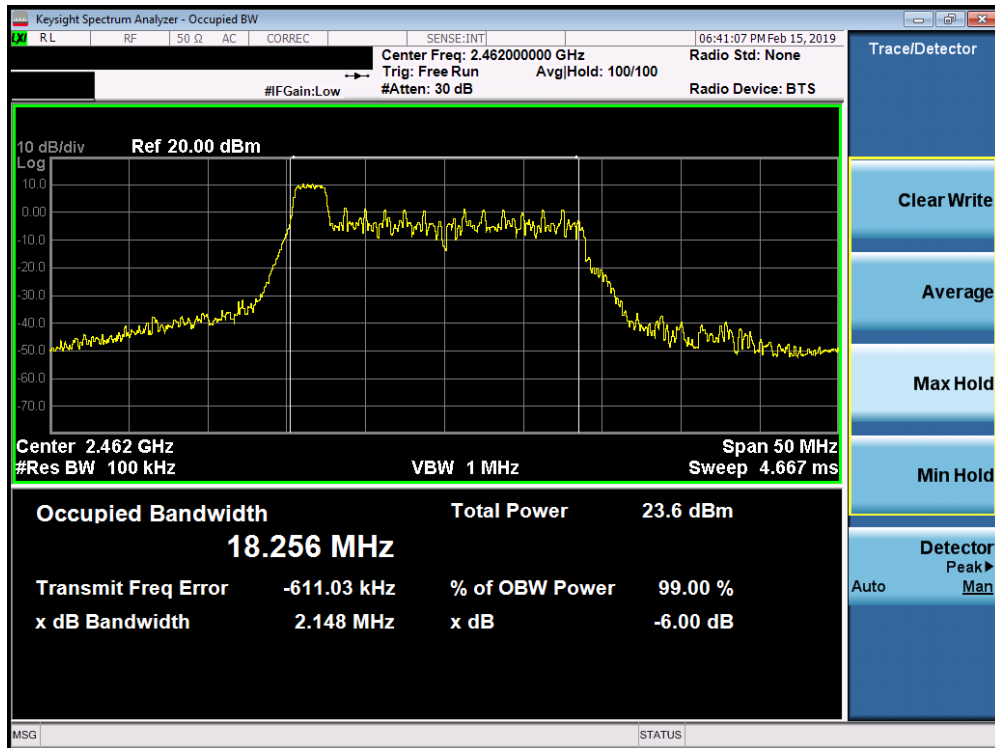 Keysight Spectrum Analyzer - Occupied BW
LXI RL RF 50 Ω AC CORREC SENSE:INT 06:41:07 PM Feb 15, 2019
Center Freq: 2.462000000 GHz Radio Std: None
Trig: Free Run Avg|Hold: 100/100
#IFGain:Low #Atten: 30 dB Radio Device: BTS
10 dB/div Ref 20.00 dBm
Log
10.0
0.00
-10.0
-20.0
-30.0
-40.0
-50.0
-60.0
-70.0
Center 2.462 GHz Span 50 MHz
#Res BW 100 kHz VBW 1 MHz Sweep 4.667 ms
Occupied Bandwidth Total Power 23.6 dBm
18.256 MHz
Transmit Freq Error -611.03 kHz % of OBW Power 99.00 %
x dB Bandwidth 2.148 MHz x dB -6.00 dB
MSG STATUS
Trace/Detector
Clear Write
Average
Max Hold
Min Hold
Detector
Peak▶
Auto Man